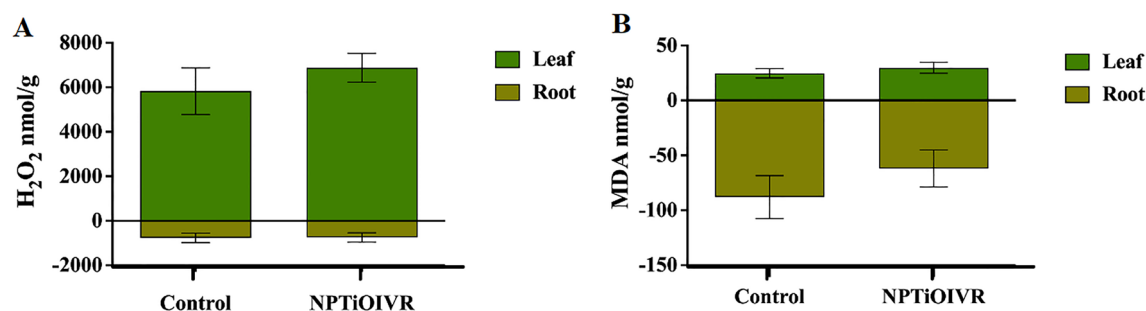 A
H₂O₂ nmol/g
8000
6000
4000
2000
0
-2000
Control
NPTiOIVR
Leaf
Root
B
MDA nmol/g
50
0
-50
-100
-150
Control
NPTiOIVR
Leaf
Root